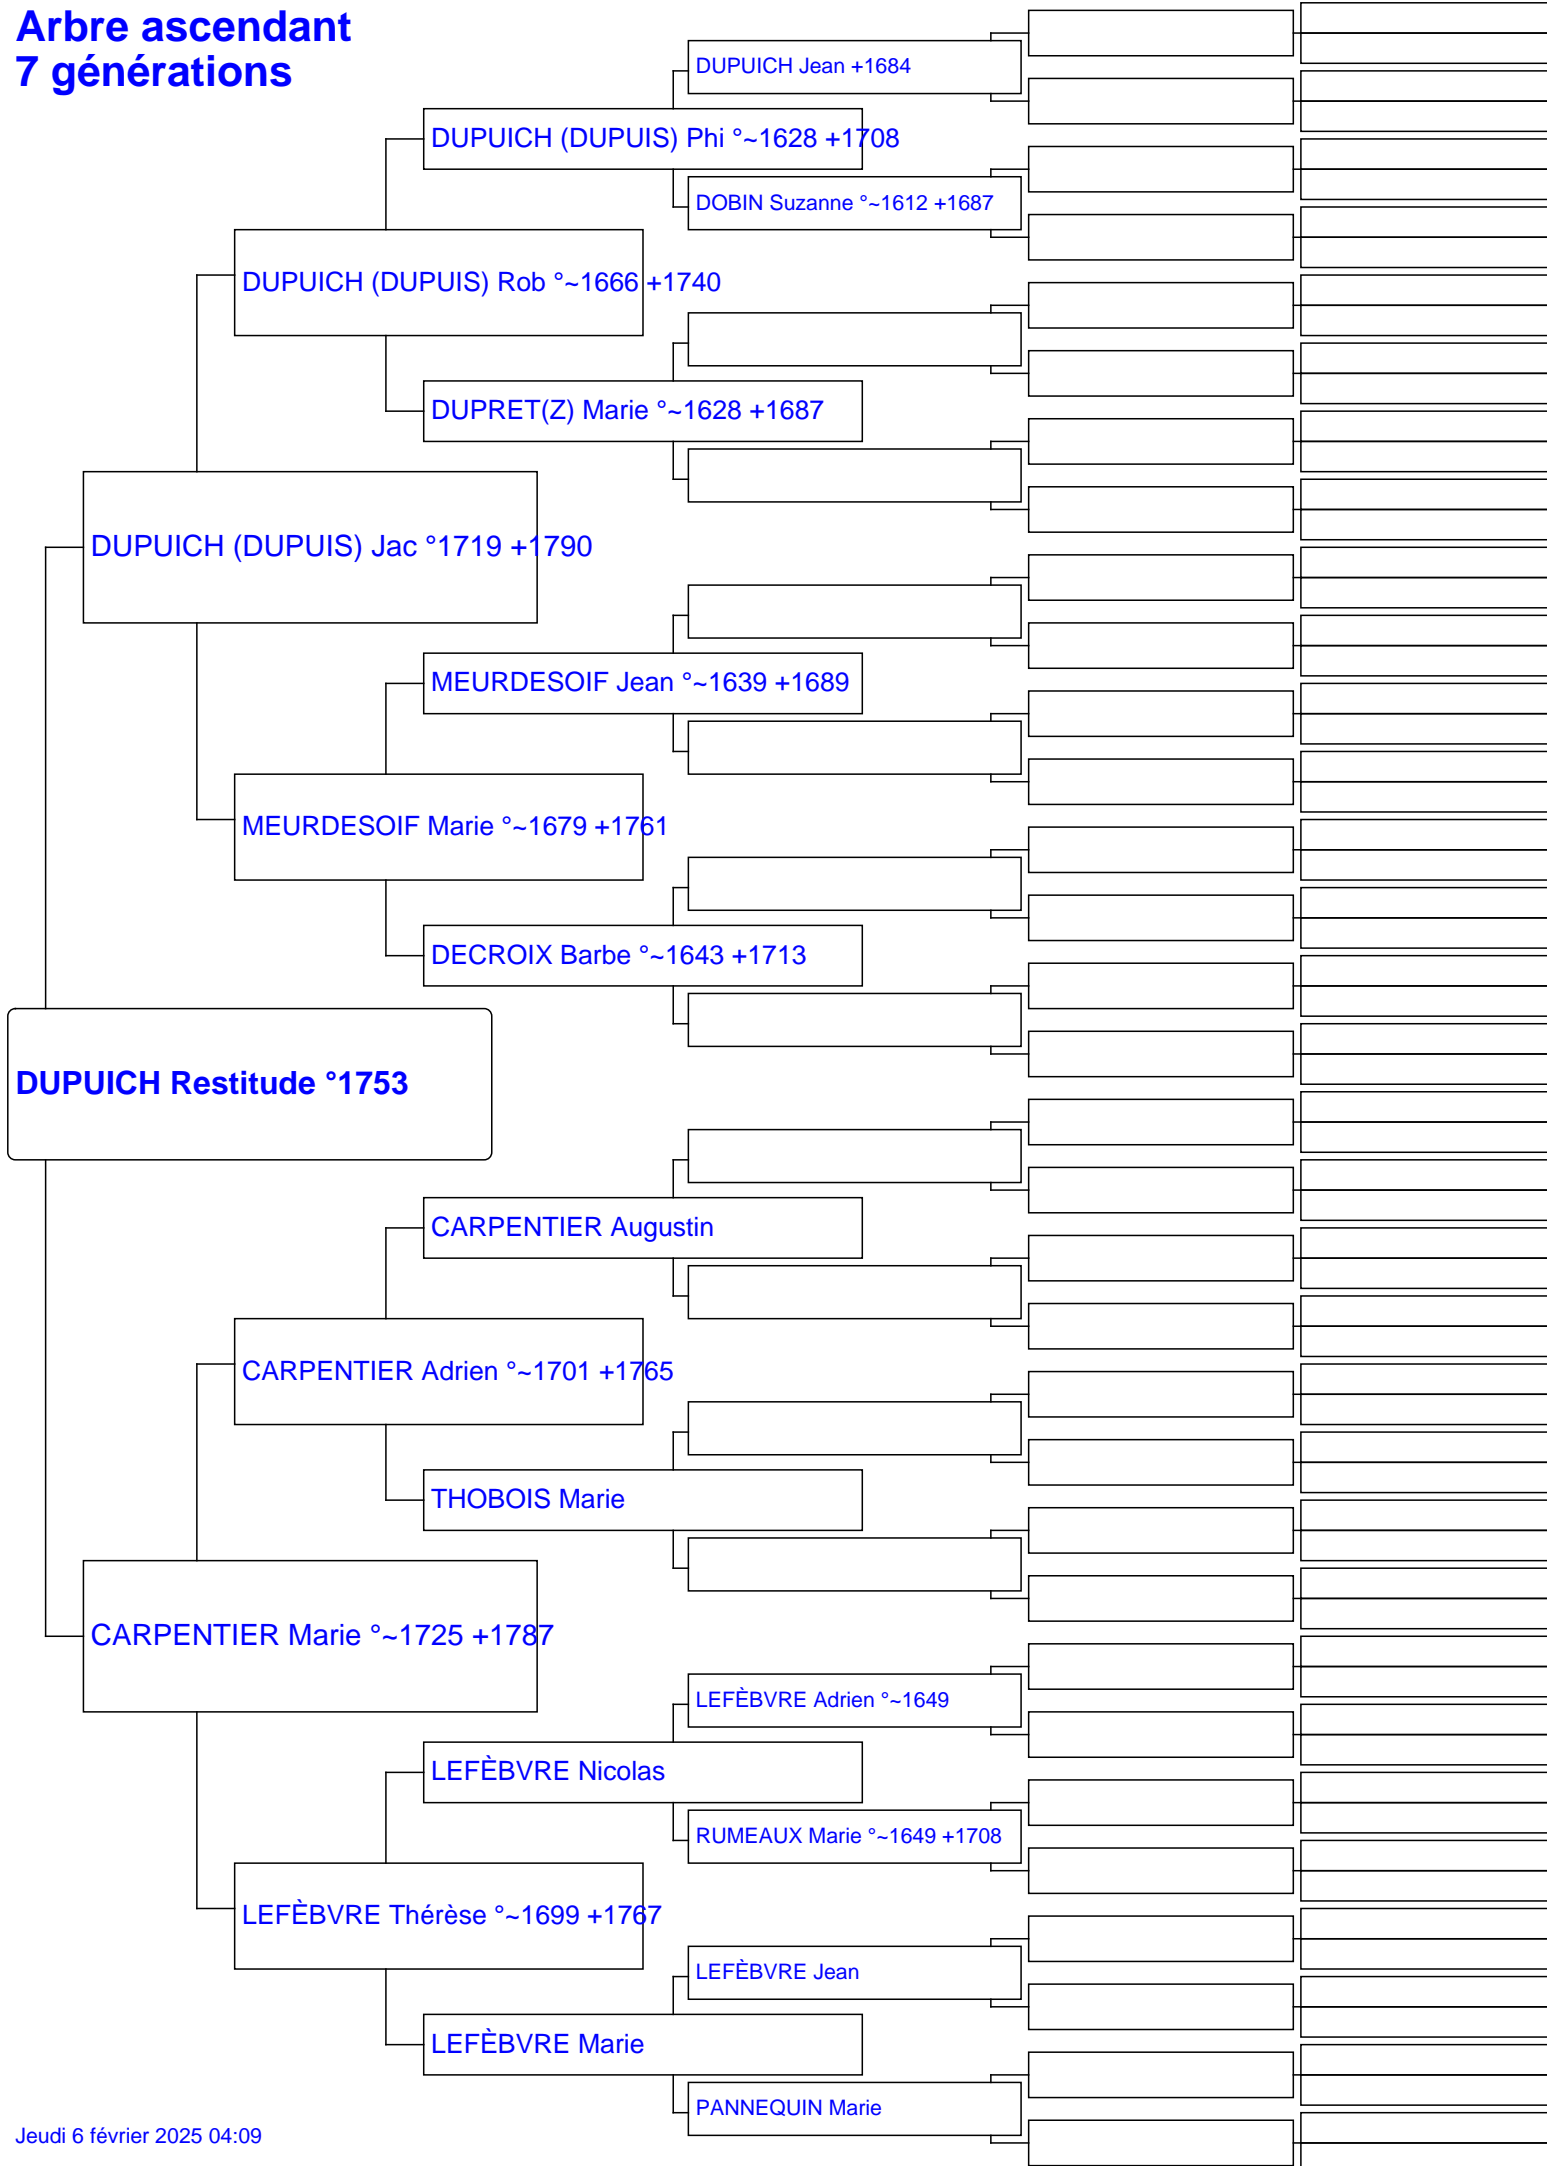 Arbre ascendant
7 générations
DUPUICH Jean +1684
DUPUICH (DUPUIS) Phi °~1628 +1708
DOBIN Suzanne °~1612 +1687
DUPUICH (DUPUIS) Rob °~1666 +1740
DUPRET(Z) Marie °~1628 +1687
DUPUICH (DUPUIS) Jac °1719 +1790
MEURDESOIF Jean °~1639 +1689
MEURDESOIF Marie °~1679 +1761
DECROIX Barbe °~1643 +1713
DUPUICH Restitude °1753
CARPENTIER Augustin
CARPENTIER Adrien °~1701 +1765
THOBOIS Marie
CARPENTIER Marie °~1725 +1787
LEFÈBVRE Adrien °~1649
LEFÈBVRE Nicolas
RUMEAUX Marie °~1649 +1708
LEFÈBVRE Thérèse °~1699 +1767
LEFÈBVRE Jean
LEFÈBVRE Marie
PANNEQUIN Marie
Jeudi 6 février 2025 04:09